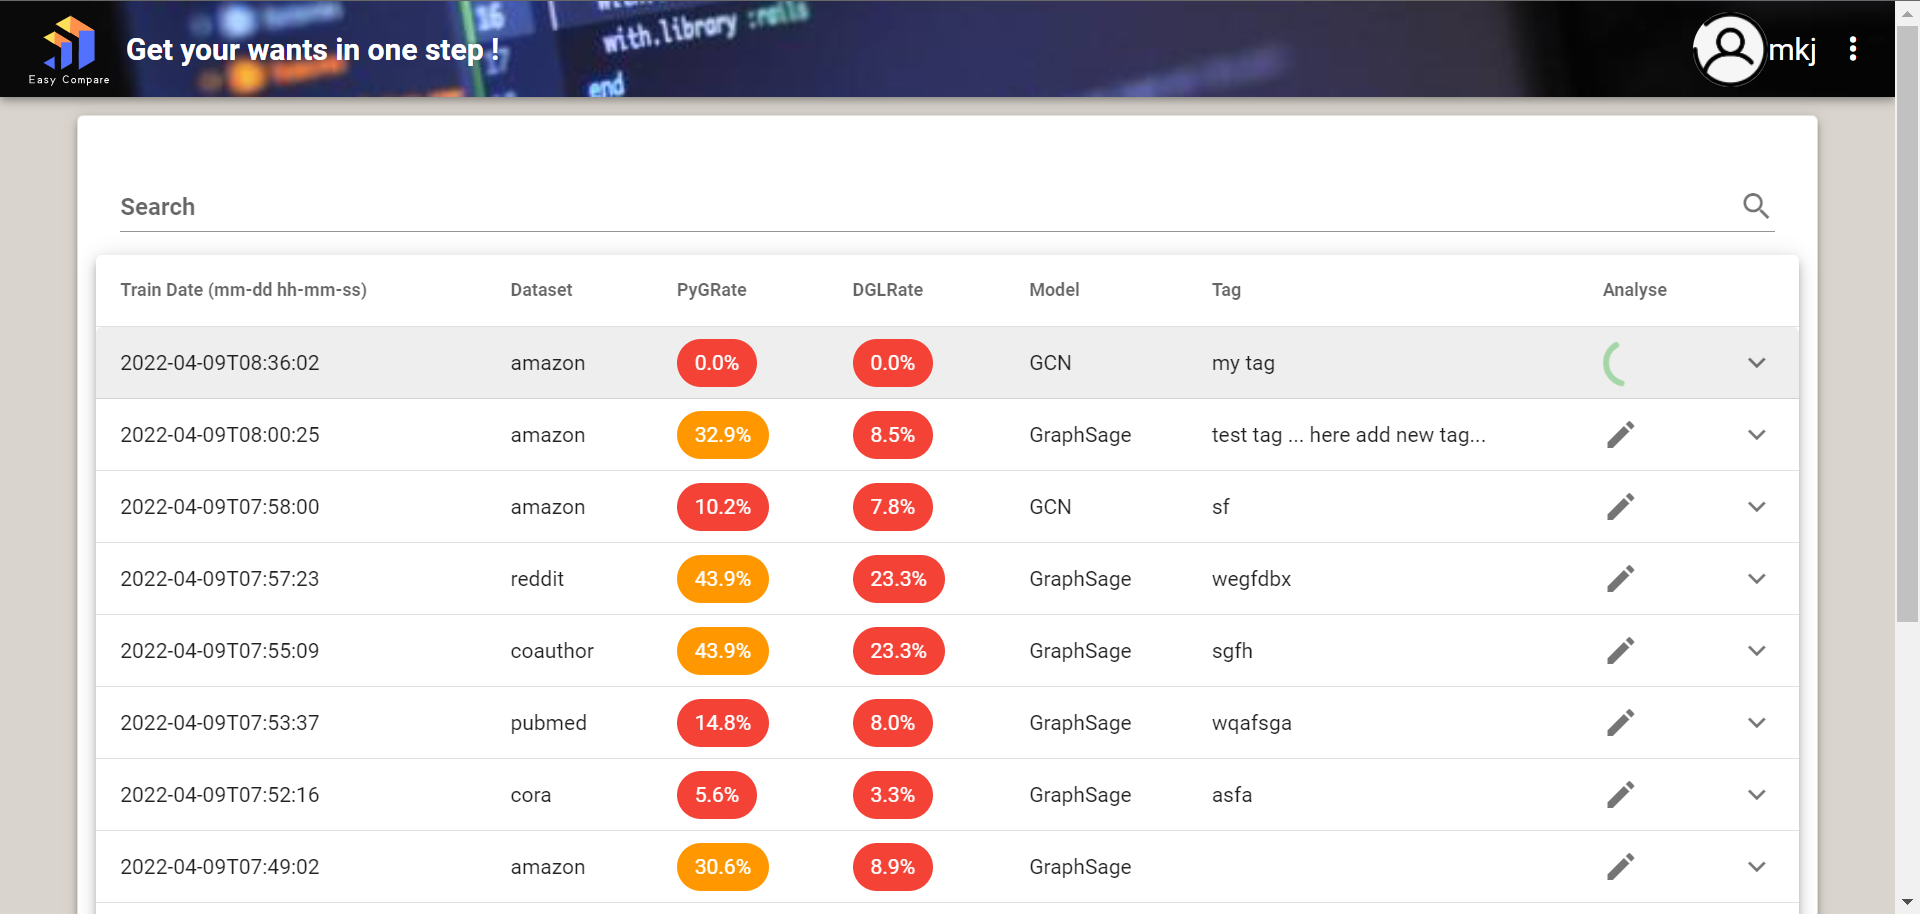 16
with.library :rails
17
end
Easy Compare
Get your wants in one step !
mkj
Search
Train Date (mm-dd hh-mm-ss) Dataset PyGRate DGLRate Model Tag Analyse
2022-04-09T08:36:02 amazon 0.0% 0.0% GCN my tag
2022-04-09T08:00:25 amazon 32.9% 8.5% GraphSage test tag ... here add new tag...
2022-04-09T07:58:00 amazon 10.2% 7.8% GCN sf
2022-04-09T07:57:23 reddit 43.9% 23.3% GraphSage wegfdbx
2022-04-09T07:55:09 coauthor 43.9% 23.3% GraphSage sgfh
2022-04-09T07:53:37 pubmed 14.8% 8.0% GraphSage wqafsga
2022-04-09T07:52:16 cora 5.6% 3.3% GraphSage asfa
2022-04-09T07:49:02 amazon 30.6% 8.9% GraphSage